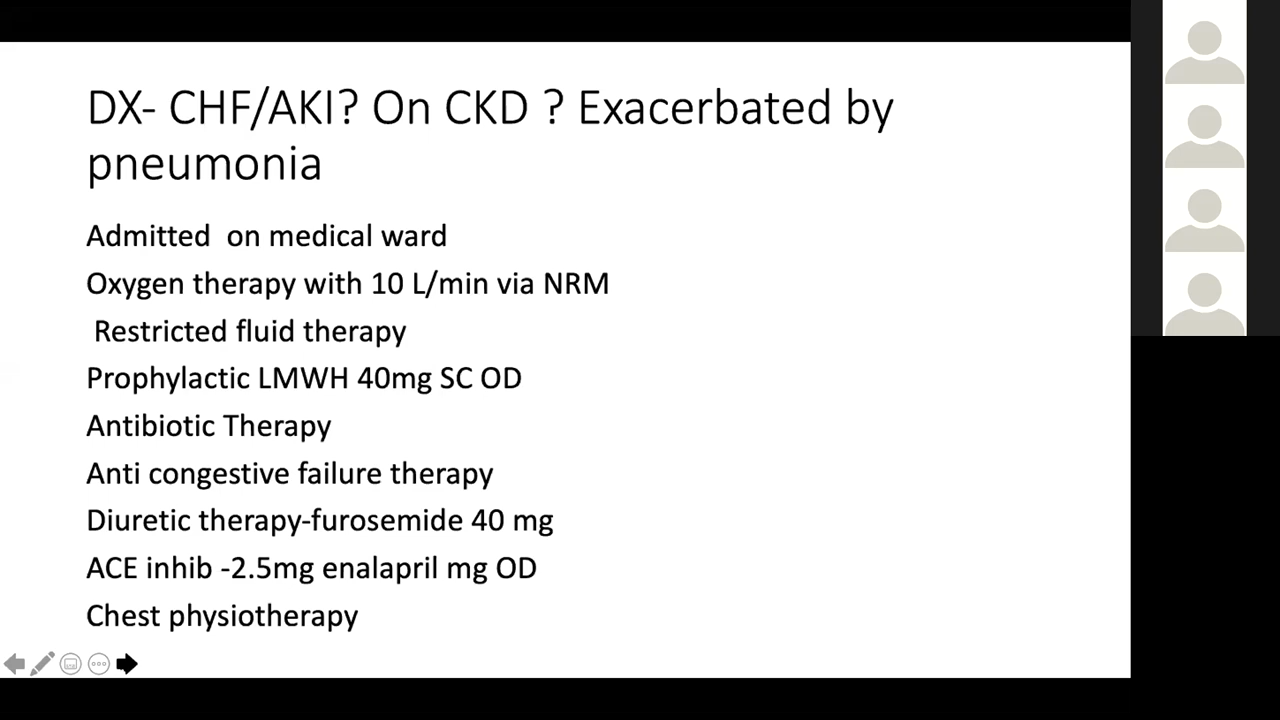 DX- CHF/AKI? On CKD ? Exacerbated by
pneumonia
Admitted  on medical ward
Oxygen therapy with 10 L/min via NRM
Restricted fluid therapy
Prophylactic LMWH 40mg SC OD
Antibiotic Therapy
Anti congestive failure therapy
Diuretic therapy-furosemide 40 mg
ACE inhib -2.5mg enalapril mg OD
Chest physiotherapy